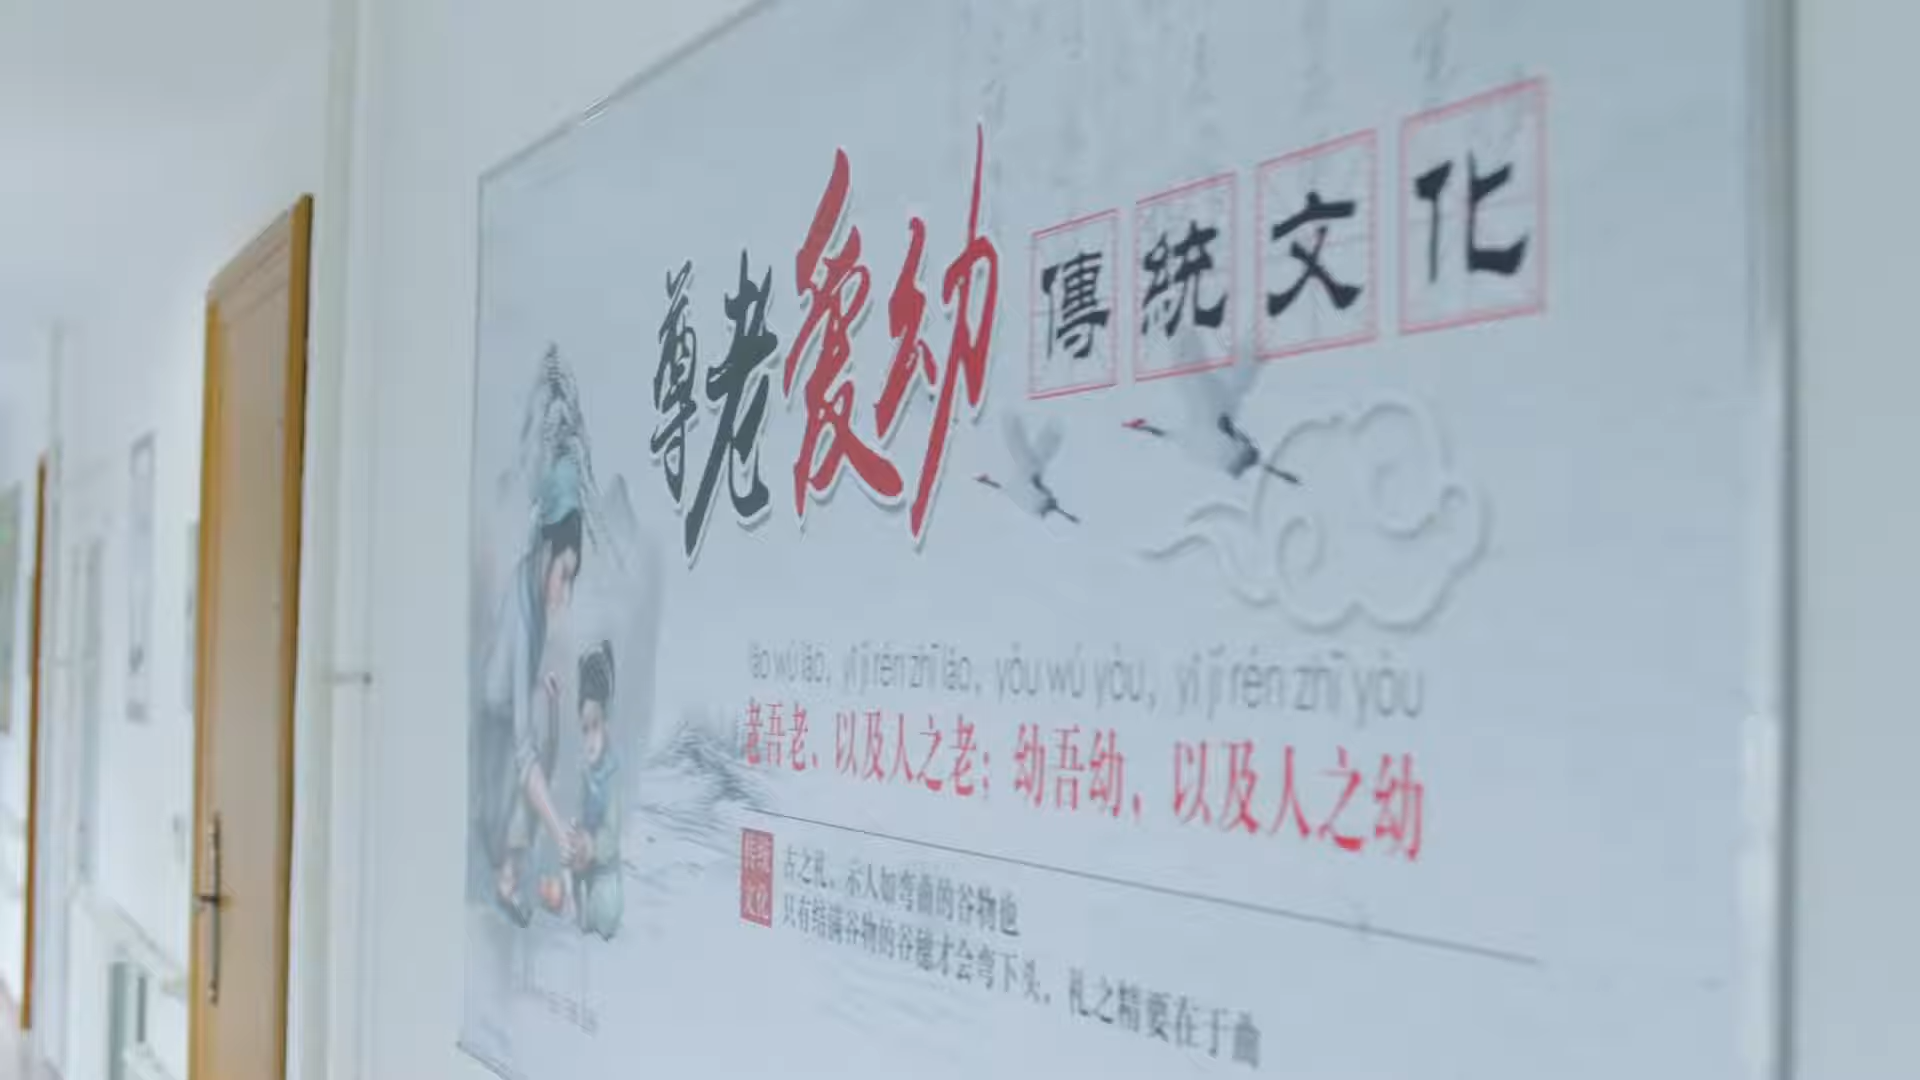 尊老愛幼
傳統文化
lǎo wú lǎo, yǐ jí rén zhī lǎo, yòu wú yòu, yǐ jí rén zhī yòu
老吾老，以及人之老；幼吾幼，以及人之幼
传统
文化
古之礼，示人如弯曲的谷物也
只有结满谷物的谷穗才会弯下头，礼之精要在于曲